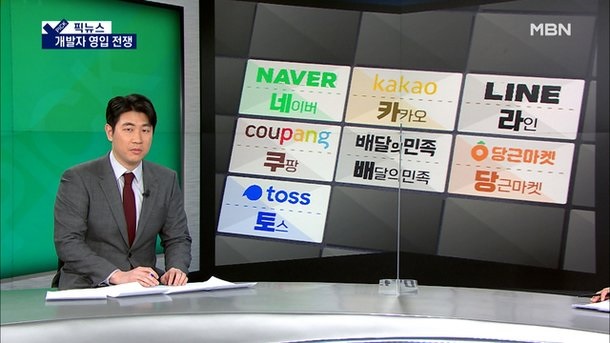 픽뉴스
개발자 영입 전쟁
MBN
NAVER
네이버
kakao
카카오
LINE
라인
coupang
쿠팡
배달의민족
배달의민족
당근마켓
당근마켓
toss
토스